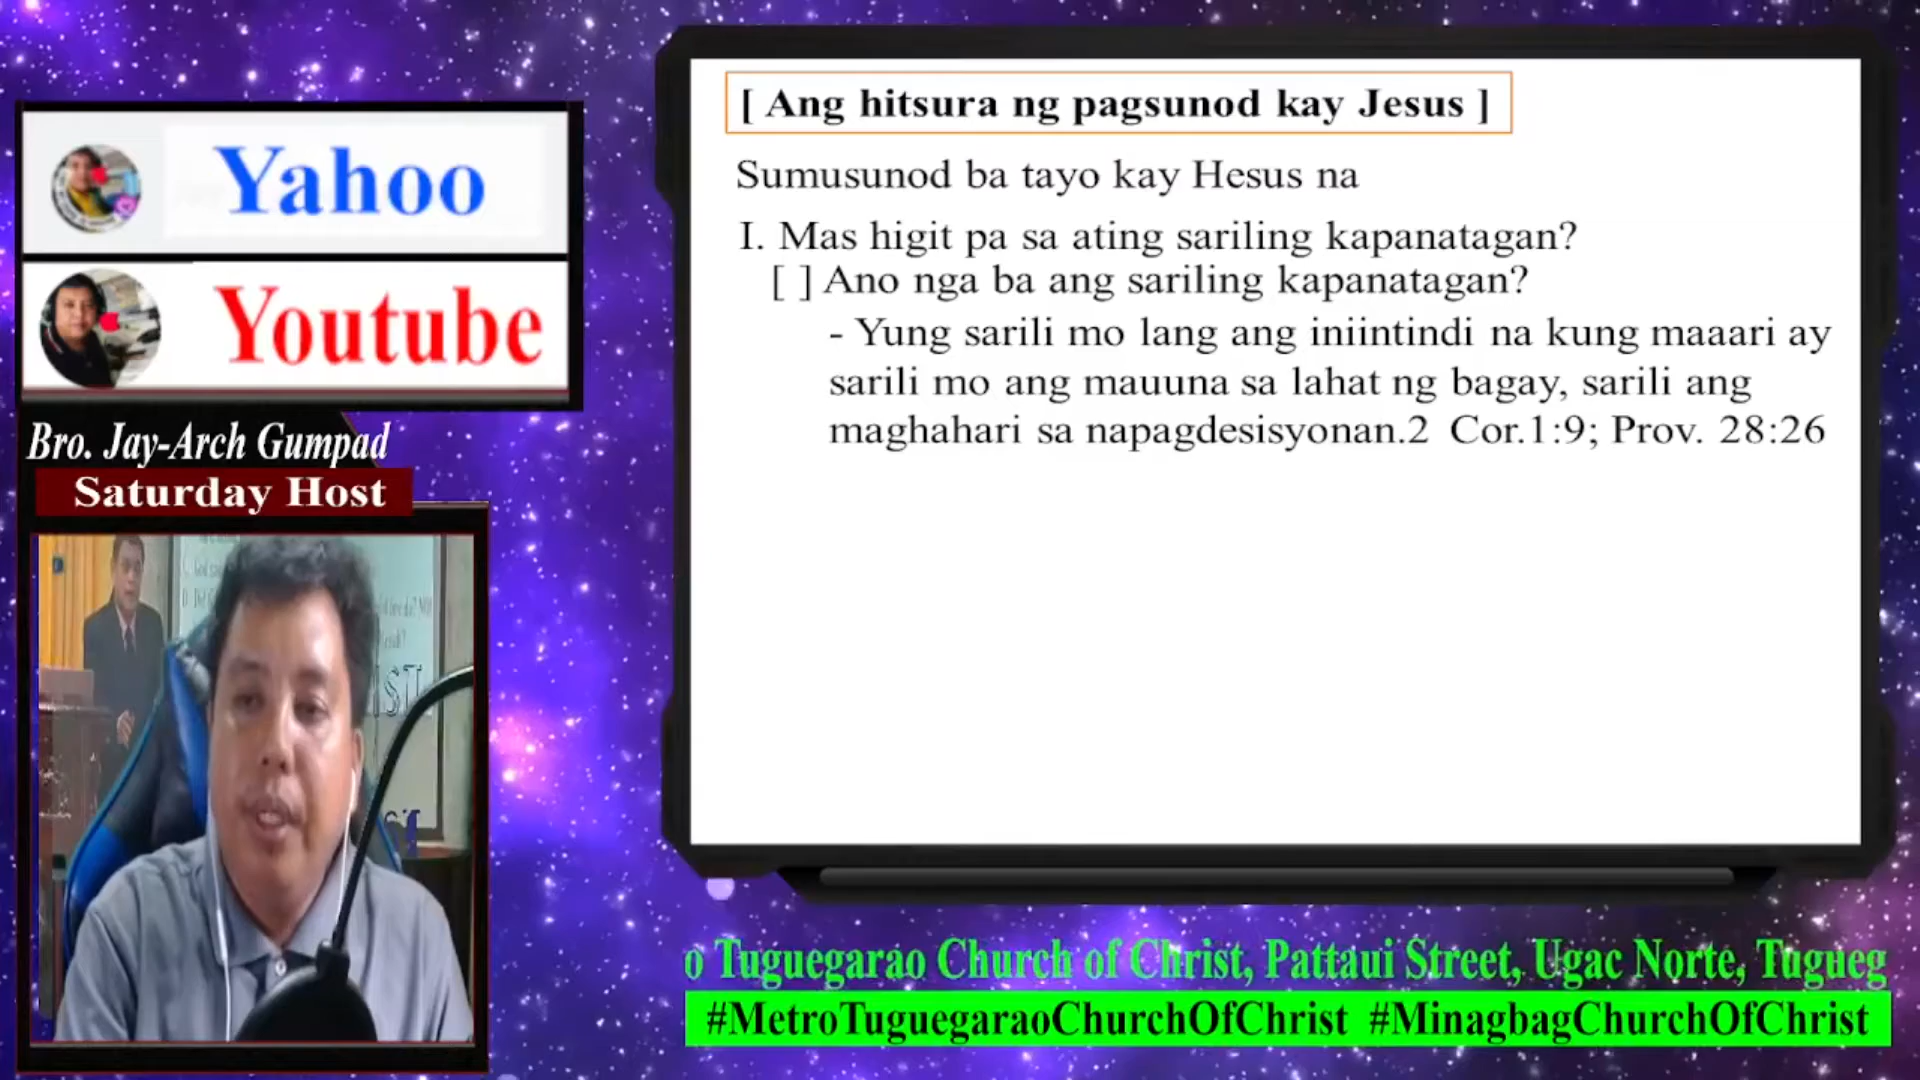 Yahoo
Youtube
Bro. Jay-Arch Gumpad
Saturday Host
[ Ang hitsura ng pagsunod kay Jesus ]
Sumusunod ba tayo kay Hesus na
I. Mas higit pa sa ating sariling kapanatagan?
[ ] Ano nga ba ang sariling kapanatagan?
- Yung sarili mo lang ang iniintindi na kung maaari ay
sarili mo ang mauuna sa lahat ng bagay, sarili ang
maghahari sa napagdesisyonan.2 Cor.1:9; Prov. 28:26
o Tuguegarao Church of Christ, Pattaui Street, Ugac Norte, Tugueg
#MetroTuguegaraoChurchOfChrist #MinagbagChurchOfChrist